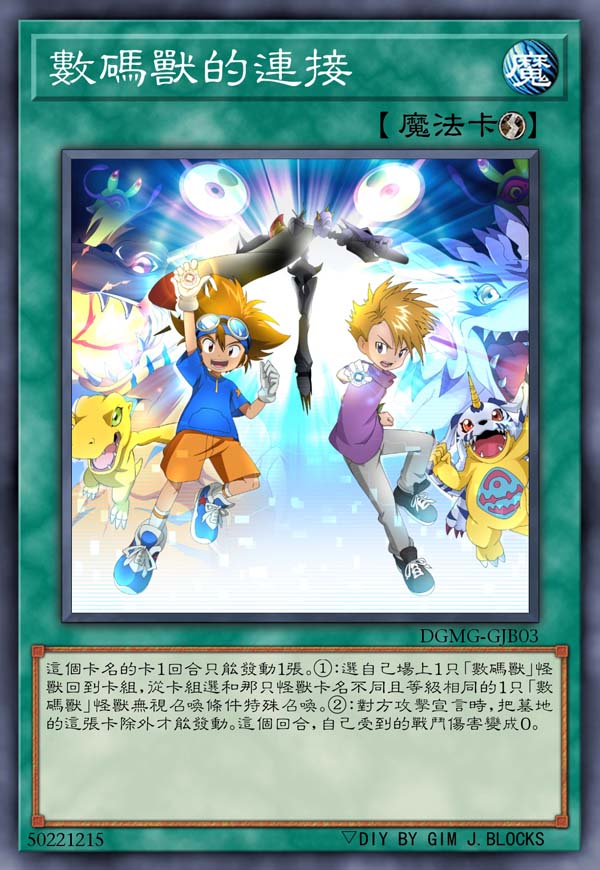 數碼獸的連接
魔
【魔法卡】
DGMG-GJB03
這個卡名的卡1回合只能發動1張。①:選自己場上1只「數碼獸」怪
獸回到卡組,從卡組選和那只怪獸卡名不同且等級相同的1只「數
碼獸」怪獸無視召喚條件特殊召喚。②:對方攻擊宣言時,把墓地
的這張卡除外才能發動。這個回合,自己受到的戰鬥傷害變成0。
50221215
▽DIY BY GIM J.BLOCKS